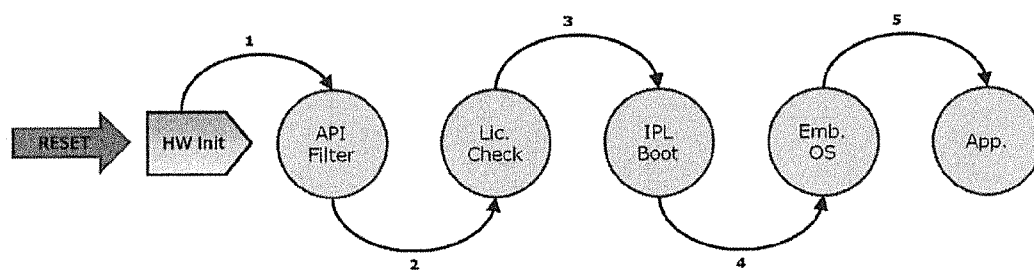 1
3
5
RESET
HW Init
API
Filter
Lic.
Check
IPL
Boot
Emb.
OS
App.
2
4